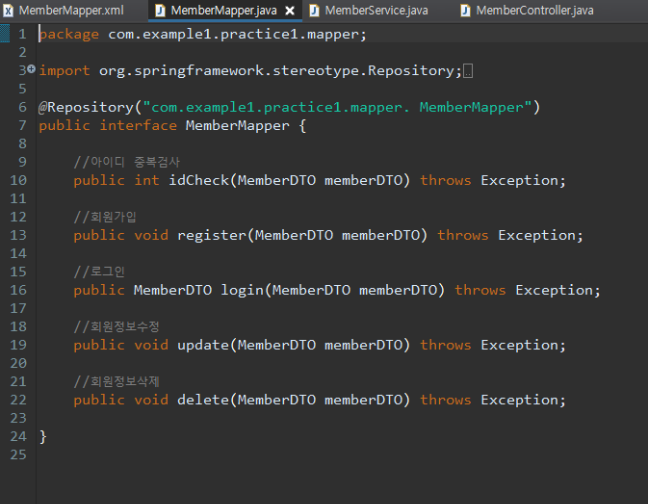 MemberMapper.xml MemberMapper.java MemberService.java MemberController.java
1 package com.example1.practice1.mapper;
2
3 import org.springframework.stereotype.Repository;
5
6 @Repository("com.example1.practice1.mapper. MemberMapper")
7 public interface MemberMapper {
8
9 //아이디 중복검사
10 public int idCheck(MemberDTO memberDTO) throws Exception;
11
12 //회원가입
13 public void register(MemberDTO memberDTO) throws Exception;
14
15 //로그인
16 public MemberDTO login(MemberDTO memberDTO) throws Exception;
17
18 //회원정보수정
19 public void update(MemberDTO memberDTO) throws Exception;
20
21 //회원정보삭제
22 public void delete(MemberDTO memberDTO) throws Exception;
23
24 }
25